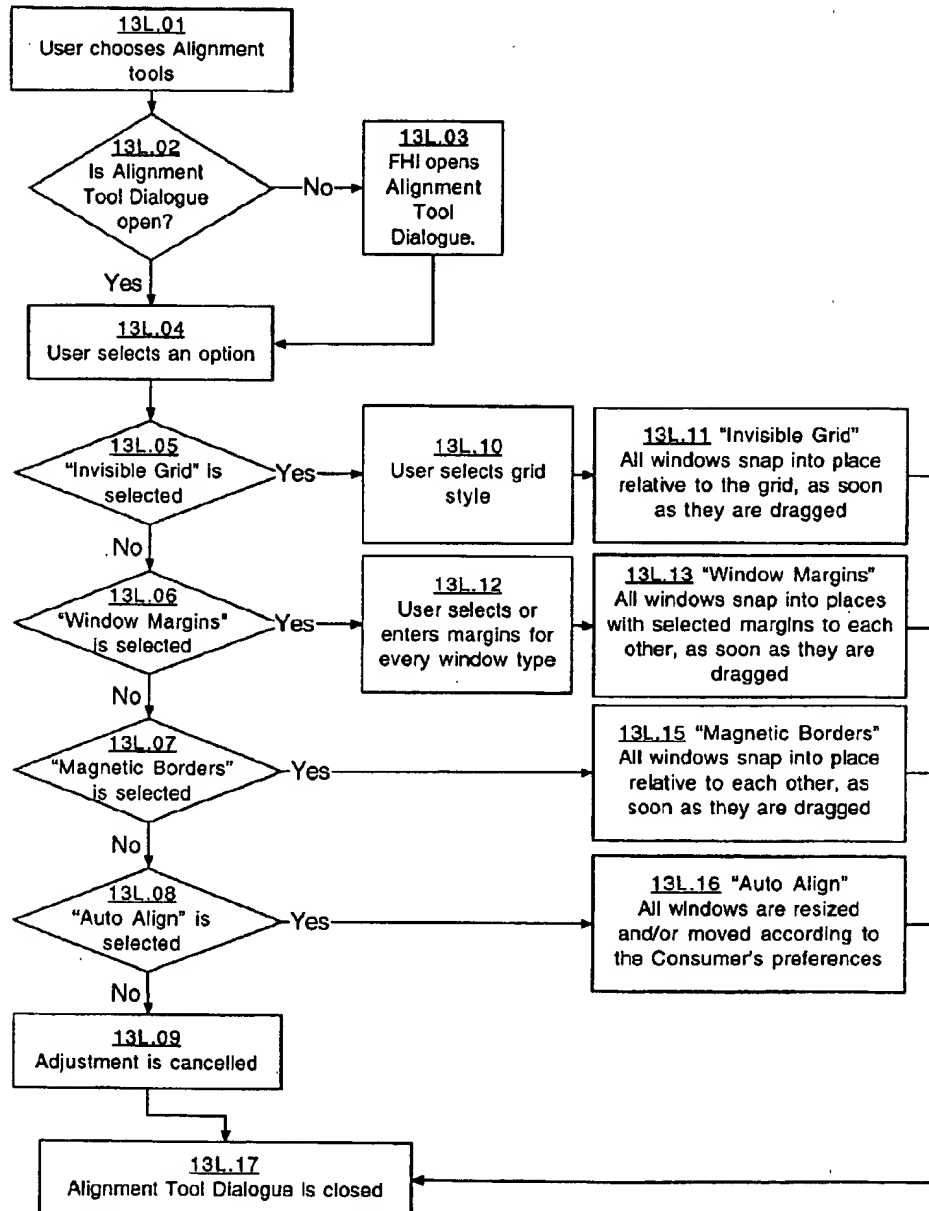 13L.01
User chooses Alignment
tools
13L.02
Is Alignment
Tool Dialogue
open?
No
13L.03
FHI opens
Alignment
Tool
Dialogue.
Yes
13L.04
User selects an option
13L.05
"Invisible Grid" is
selected
Yes
13L.10
User selects grid
style
13L.11 "Invisible Grid"
All windows snap into place
relative to the grid, as soon
as they are dragged
No
13L.06
"Window Margins"
is selected
Yes
13L.12
User selects or
enters margins for
every window type
13L.13 "Window Margins"
All windows snap into places
with selected margins to each
other, as soon as they are
dragged
No
13L.07
"Magnetic Borders"
is selected
Yes
13L.15 "Magnetic Borders"
All windows snap into place
relative to each other, as
soon as they are dragged
No
13L.08
"Auto Align" is
selected
Yes
13L.16 "Auto Align"
All windows are resized
and/or moved according to
the Consumer's preferences
No
13L.09
Adjustment is cancelled
13L.17
Alignment Tool Dialogue is closed